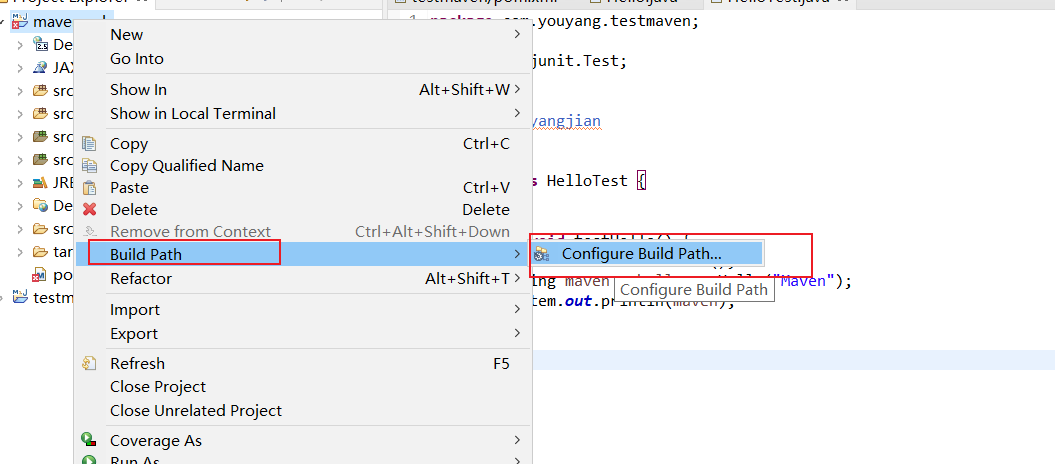 Project Explorer
testmaven/pom.xml
Hello.java
HelloTest.java
1 package com.youyang.testmaven;
junit.Test;
yangjian
HelloTest {
void testHello() {
maven
("Maven");
tem.out.println(maven);
De
JAX
src
src
src
src
JRE
De
src
tar
po
testm
New
Go Into
Show In Alt+Shift+W
Show in Local Terminal
Copy Ctrl+C
Copy Qualified Name
Paste Ctrl+V
Delete Delete
Remove from Context Ctrl+Alt+Shift+Down
Build Path
Refactor Alt+Shift+T
Import
Export
Refresh F5
Close Project
Close Unrelated Project
Coverage As
Run As
Configure Build Path...
Configure Build Path